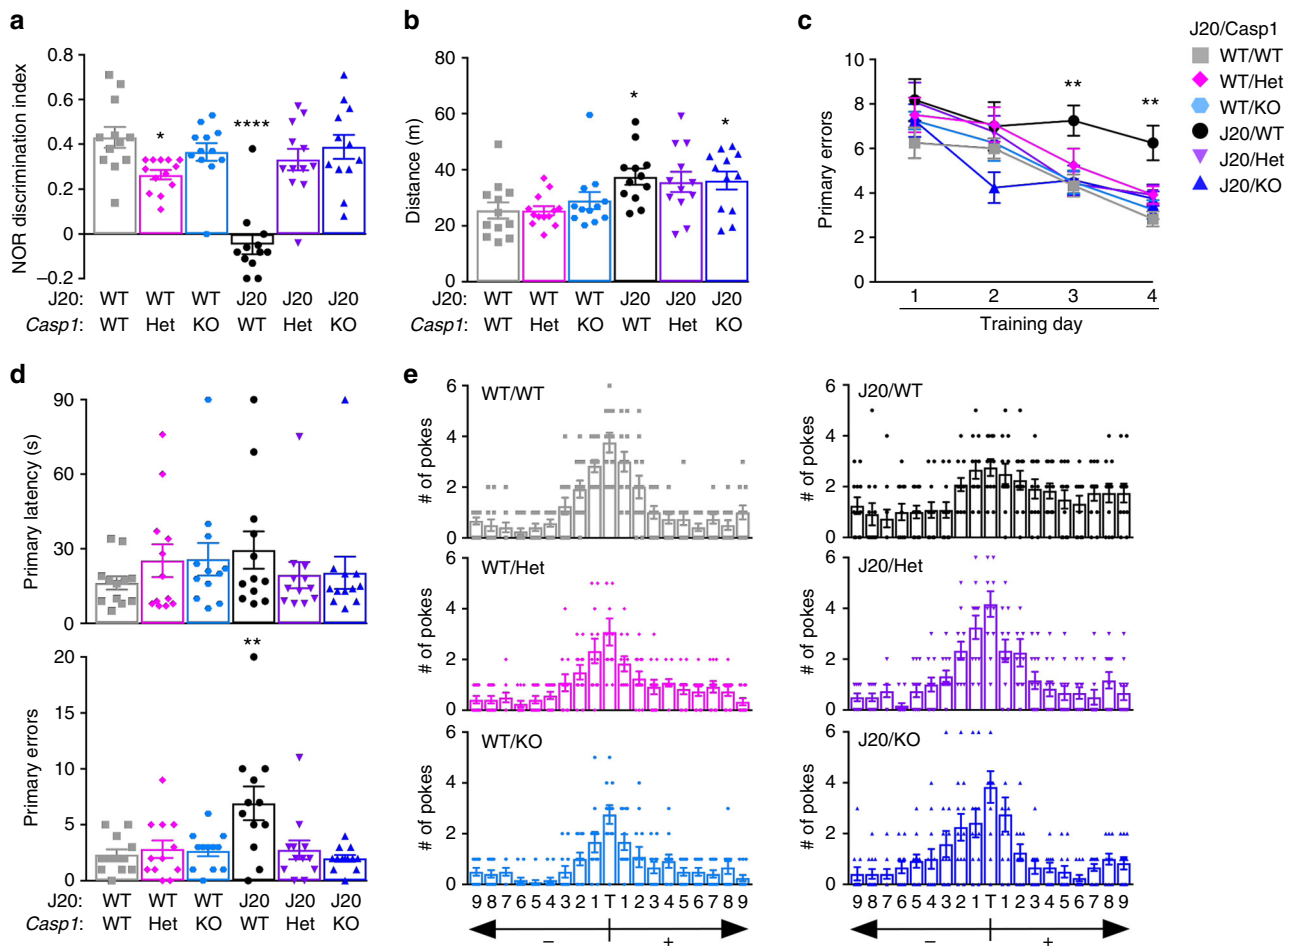 a
NOR discrimination index
0.8
0.6
0.4
0.2
0
–0.2
*
****
J20: WT WT WT J20 J20 J20
Casp1: WT Het KO WT Het KO
b
Distance (m)
80
60
40
20
0
*
*
J20: WT WT WT J20 J20 J20
Casp1: WT Het KO WT Het KO
c
Primary errors
10
8
6
4
2
0
**
**
1 2 3 4
Training day
J20/Casp1
WT/WT
WT/Het
WT/KO
J20/WT
J20/Het
J20/KO
d
Primary latency (s)
90
60
30
0
Primary errors
20
15
10
5
0
**
J20: WT WT WT J20 J20 J20
Casp1: WT Het KO WT Het KO
e
WT/WT
# of pokes
6
4
2
0
J20/WT
# of pokes
6
4
2
0
WT/Het
# of pokes
6
4
2
0
J20/Het
# of pokes
6
4
2
0
WT/KO
# of pokes
6
4
2
0
9 8 7 6 5 4 3 2 1 T 1 2 3 4 5 6 7 8 9
– +
J20/KO
# of pokes
6
4
2
0
9 8 7 6 5 4 3 2 1 T 1 2 3 4 5 6 7 8 9
– +